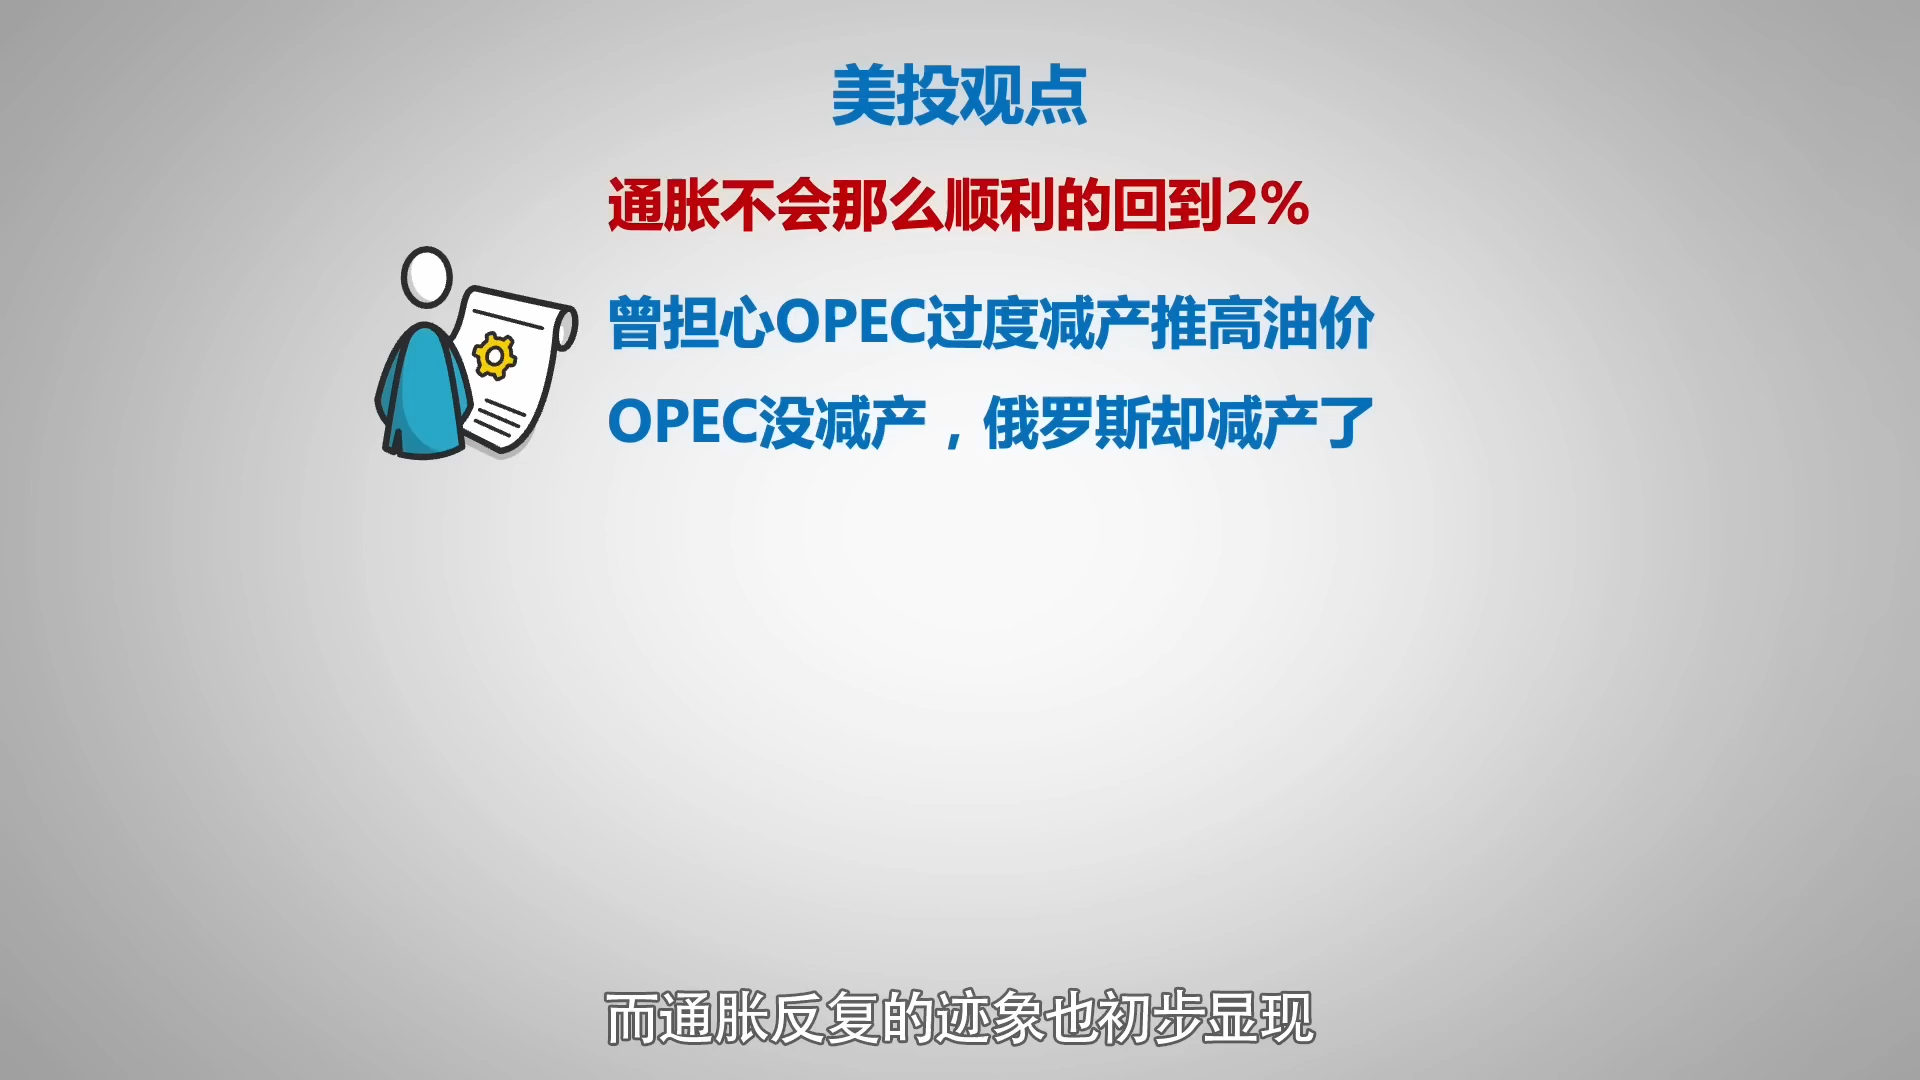 美投观点
通胀不会那么顺利的回到2%
曾担心OPEC过度减产推高油价
OPEC没减产，俄罗斯却减产了
而通胀反复的迹象也初步显现